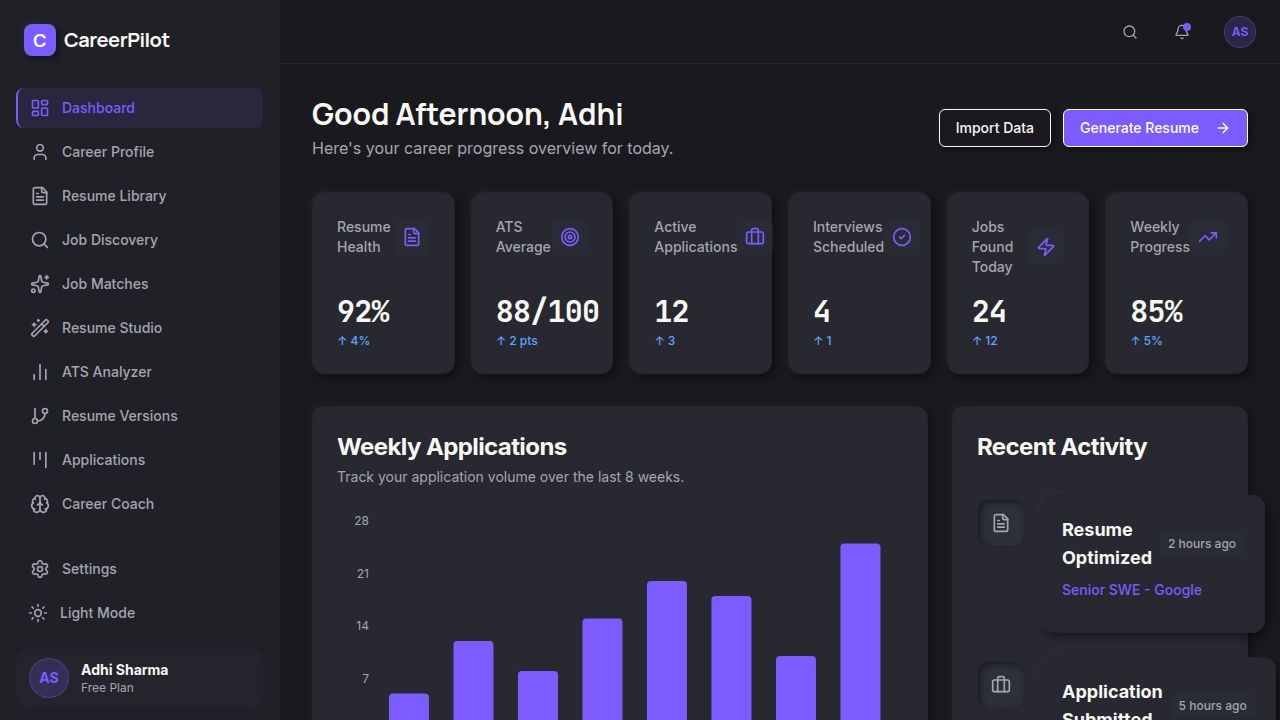 C CareerPilot
Dashboard
Career Profile
Resume Library
Job Discovery
Job Matches
Resume Studio
ATS Analyzer
Resume Versions
Applications
Career Coach
Settings
Light Mode
AS
Adhi Sharma
Free Plan
AS
Good Afternoon, Adhi
Here's your career progress overview for today.
Import Data
Generate Resume
Resume
Health
92%
↑ 4%
ATS
Average
88/100
↑ 2 pts
Active
Applications
12
↑ 3
Interviews
Scheduled
4
↑ 1
Jobs
Found
Today
24
↑ 12
Weekly
Progress
85%
↑ 5%
Weekly Applications
Track your application volume over the last 8 weeks.
28
21
14
7
Recent Activity
Resume
Optimized
2 hours ago
Senior SWE - Google
Application
Submitted
5 hours ago